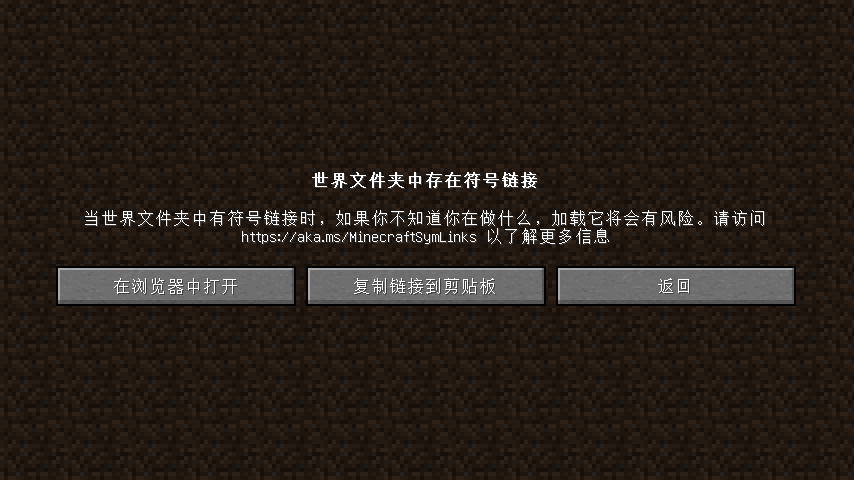 世界文件夹中存在符号链接
当世界文件夹中有符号链接时，如果你不知道你在做什么，加载它将会有风险。请访问
https://aka.ms/MinecraftSymLinks 以了解更多信息
在浏览器中打开
复制链接到剪贴板
返回